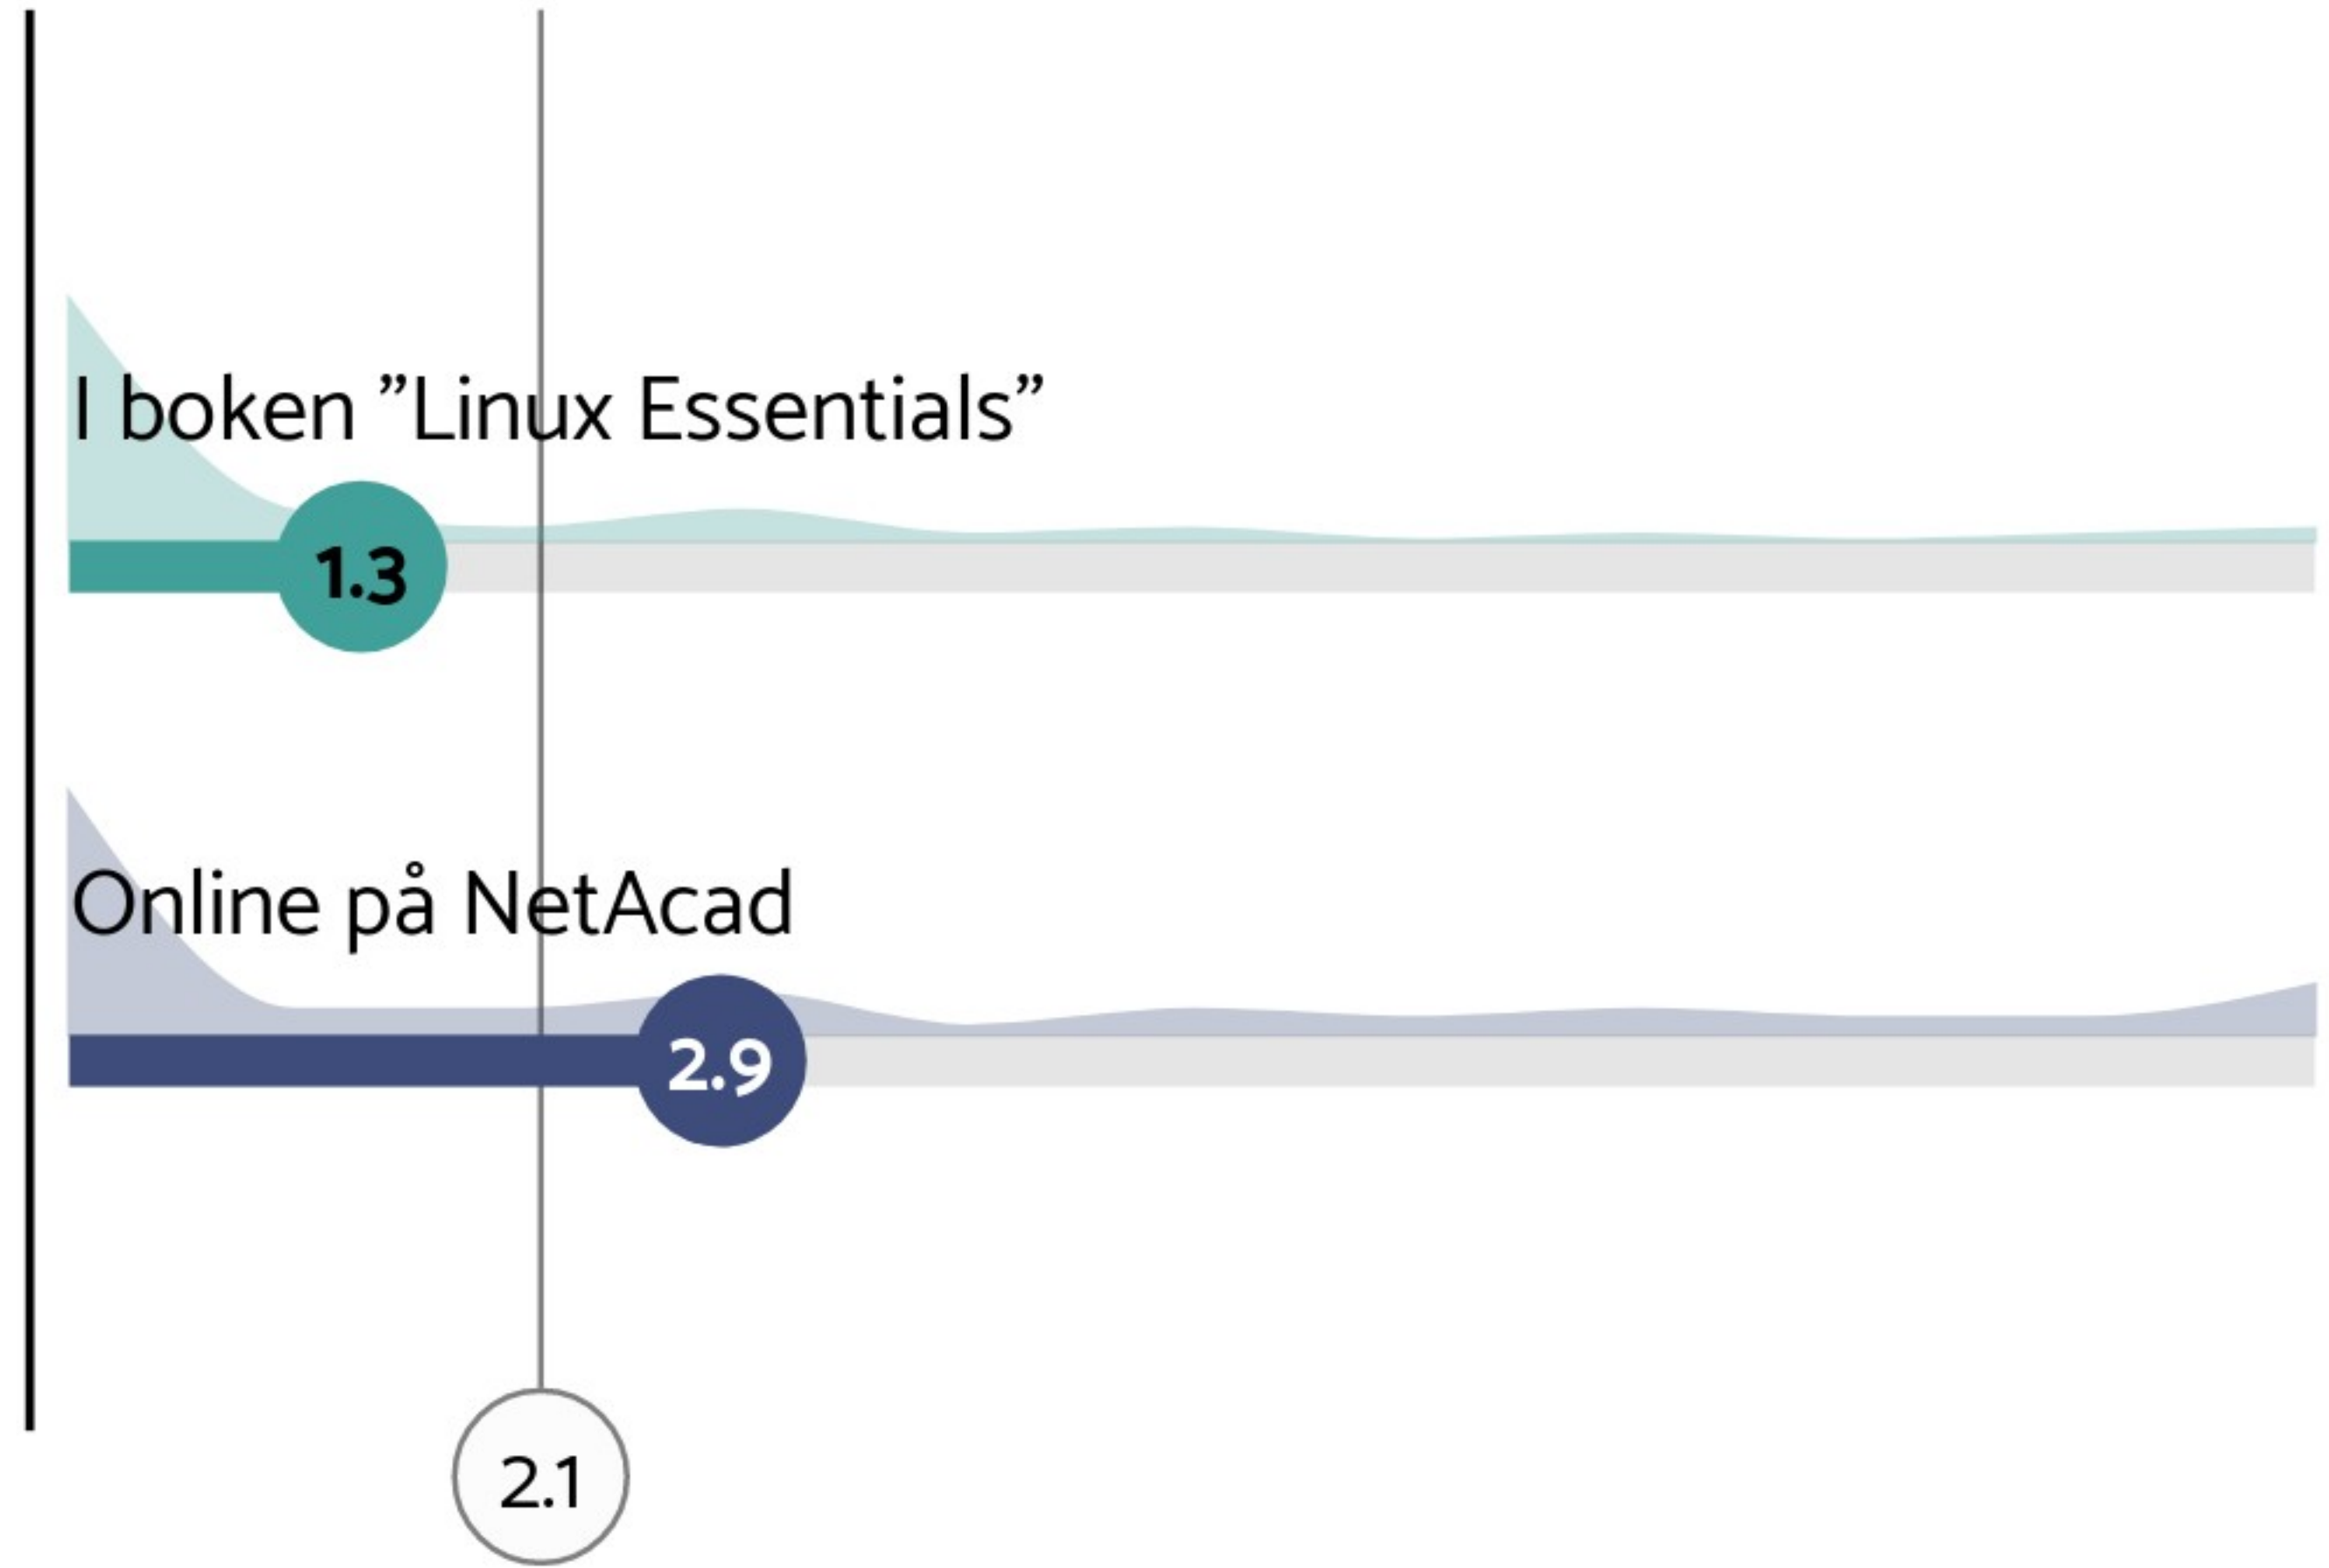 I boken ”Linux Essentials”
1.3
Online på NetAcad
2.9
2.1